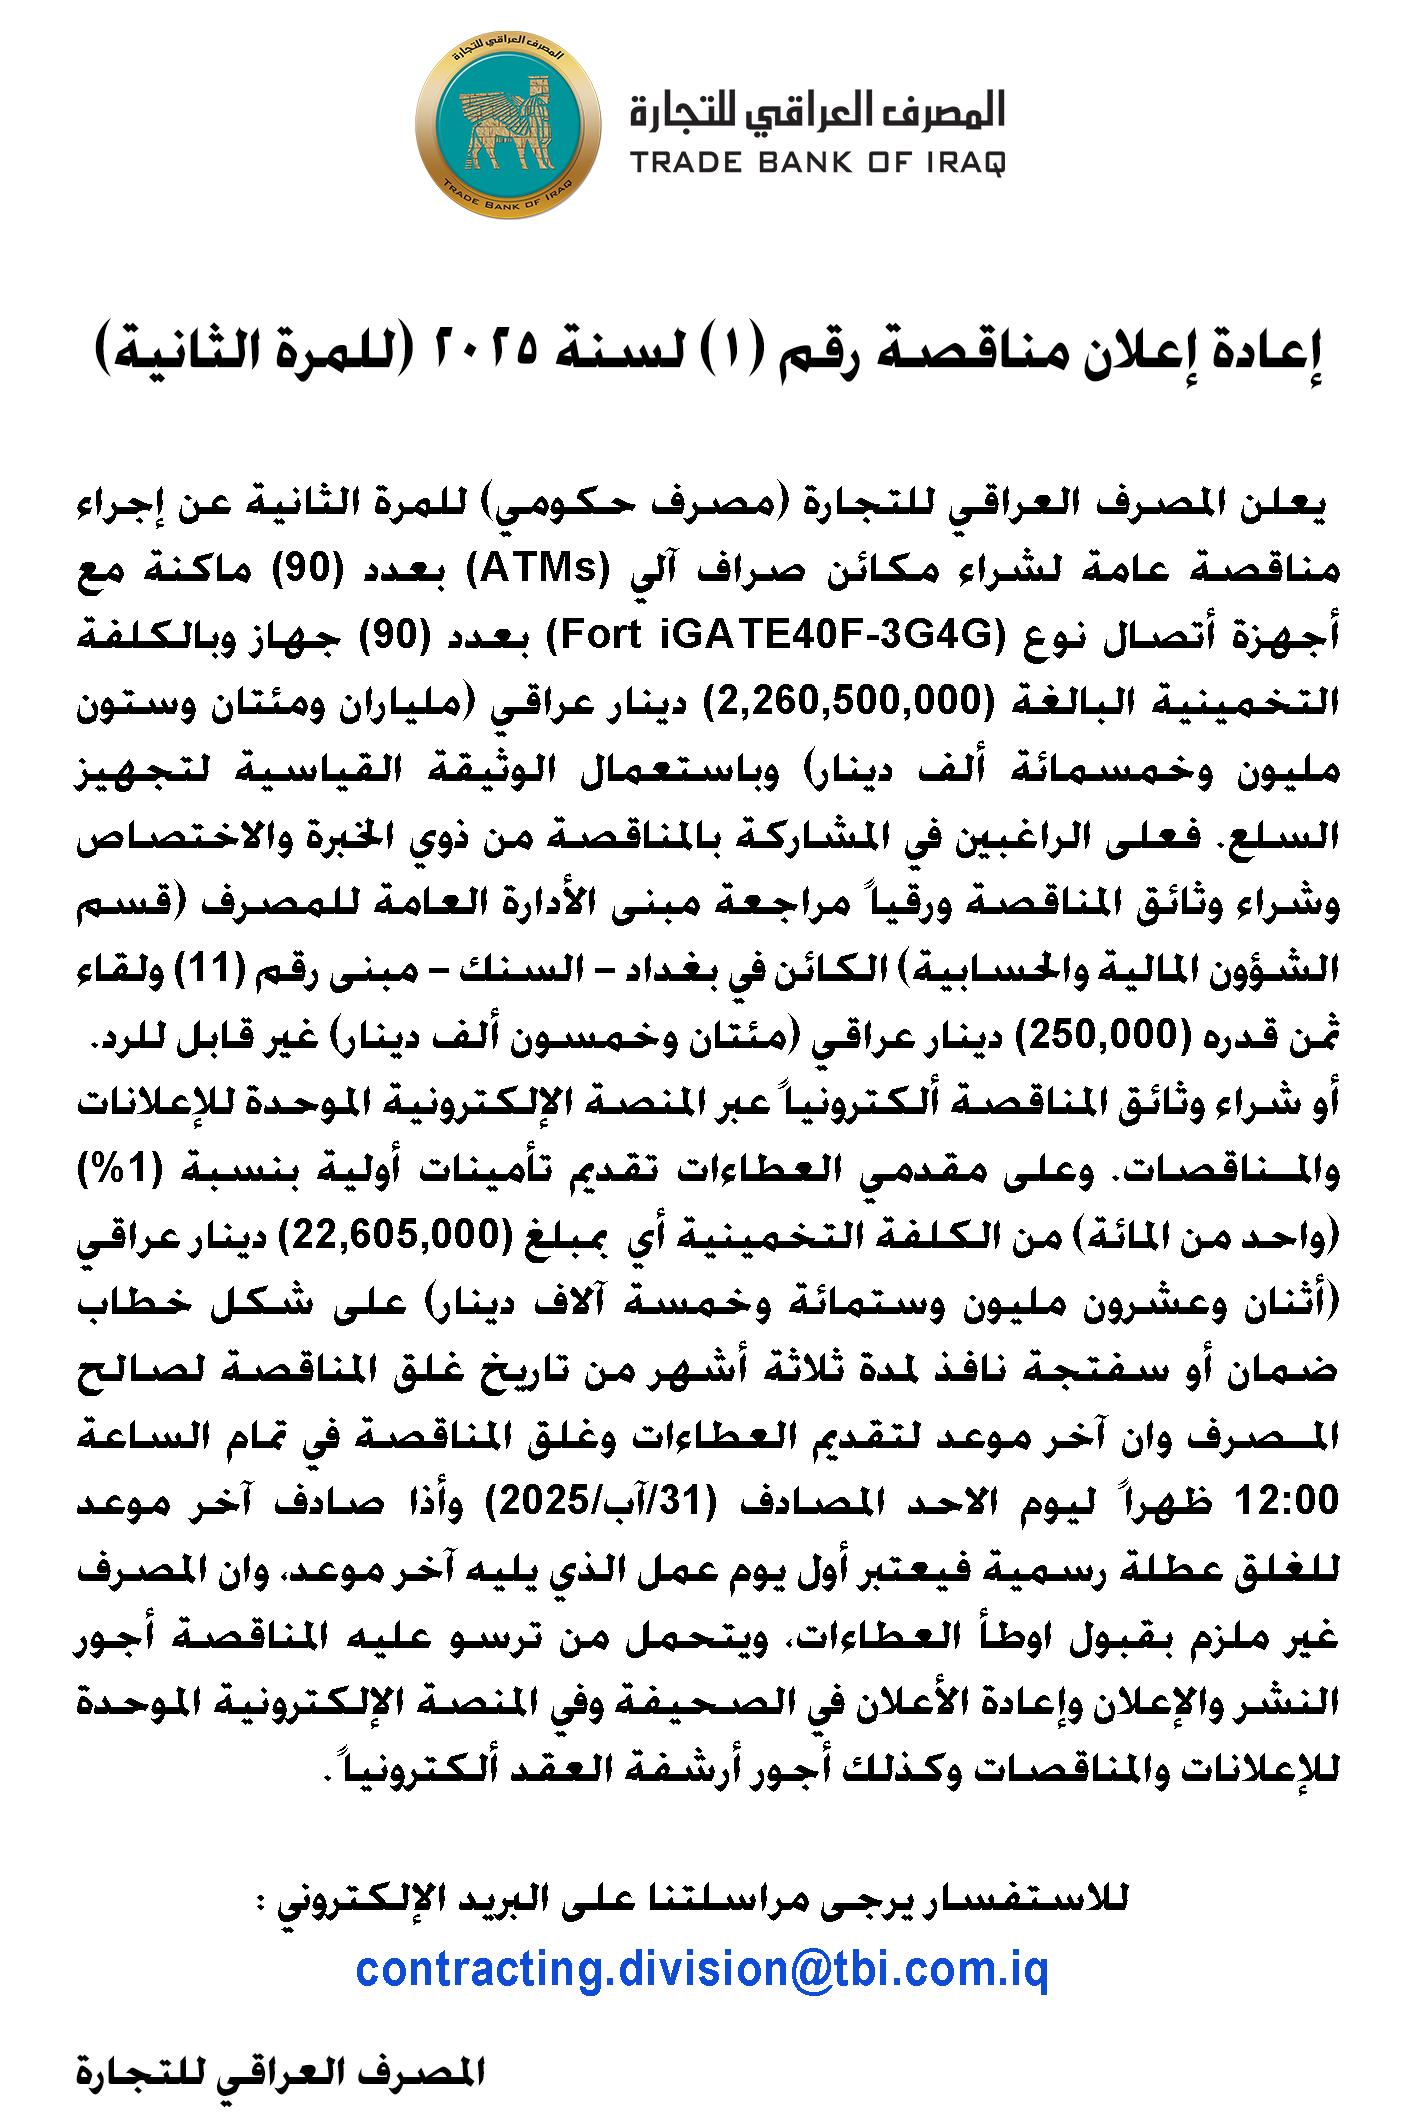 المصرف العراقي للتجارة
TRADE BANK OF IRAQ
المصرف العراقي للتجارة
TRADE BANK OF IRAQ
إعادة إعلان مناقصة رقم (١) لسنة ٢٠٢٥ (للمرة الثانية)
يعلن المصرف العراقي للتجارة (مصرف حكومي) للمرة الثانية عن إجراء
مناقصة عامة لشراء مكائن صراف آلي (ATMs) بعدد (90) ماكنة مع
أجهزة أتصال نوع (Fort iGATE40F-3G4G) بعدد (90) جهاز وبالكلفة
التخمينية البالغة (2,260,500,000) دينار عراقي (ملياران ومئتان وستون
مليون وخمسمائة ألف دينار) وباستعمال الوثيقة القياسية لتجهيز
السلع. فعلى الراغبين في المشاركة بالمناقصة من ذوي الخبرة والاختصاص
وشراء وثائق المناقصة ورقياً مراجعة مبنى الأدارة العامة للمصرف (قسم
الشؤون المالية والحسابية) الكائن في بغداد – السنك – مبنى رقم (11) ولقاء
ثمن قدره (250,000) دينار عراقي (مئتان وخمسون ألف دينار) غير قابل للرد.
أو شراء وثائق المناقصة ألكترونياً عبر المنصة الإلكترونية الموحدة للإعلانات
والمناقصات. وعلى مقدمي العطاءات تقديم تأمينات أولية بنسبة (1%)
(واحد من المائة) من الكلفة التخمينية أي بمبلغ (22,605,000) دينار عراقي
(أثنان وعشرون مليون وستمائة وخمسة آلاف دينار) على شكل خطاب
ضمان أو سفتجة نافذ لمدة ثلاثة أشهر من تاريخ غلق المناقصة لصالح
المصرف وان آخر موعد لتقديم العطاءات وغلق المناقصة في تمام الساعة
12:00 ظهراً ليوم الاحد المصادف (31/آب/2025) وأذا صادف آخر موعد
للغلق عطلة رسمية فيعتبر أول يوم عمل الذي يليه آخر موعد، وان المصرف
غير ملزم بقبول اوطأ العطاءات، ويتحمل من ترسو عليه المناقصة أجور
النشر والإعلان وإعادة الأعلان في الصحيفة وفي المنصة الإلكترونية الموحدة
للإعلانات والمناقصات وكذلك أجور أرشفة العقد ألكترونياً.
للاستفسار يرجى مراسلتنا على البريد الإلكتروني :
contracting.division@tbi.com.iq
المصرف العراقي للتجارة